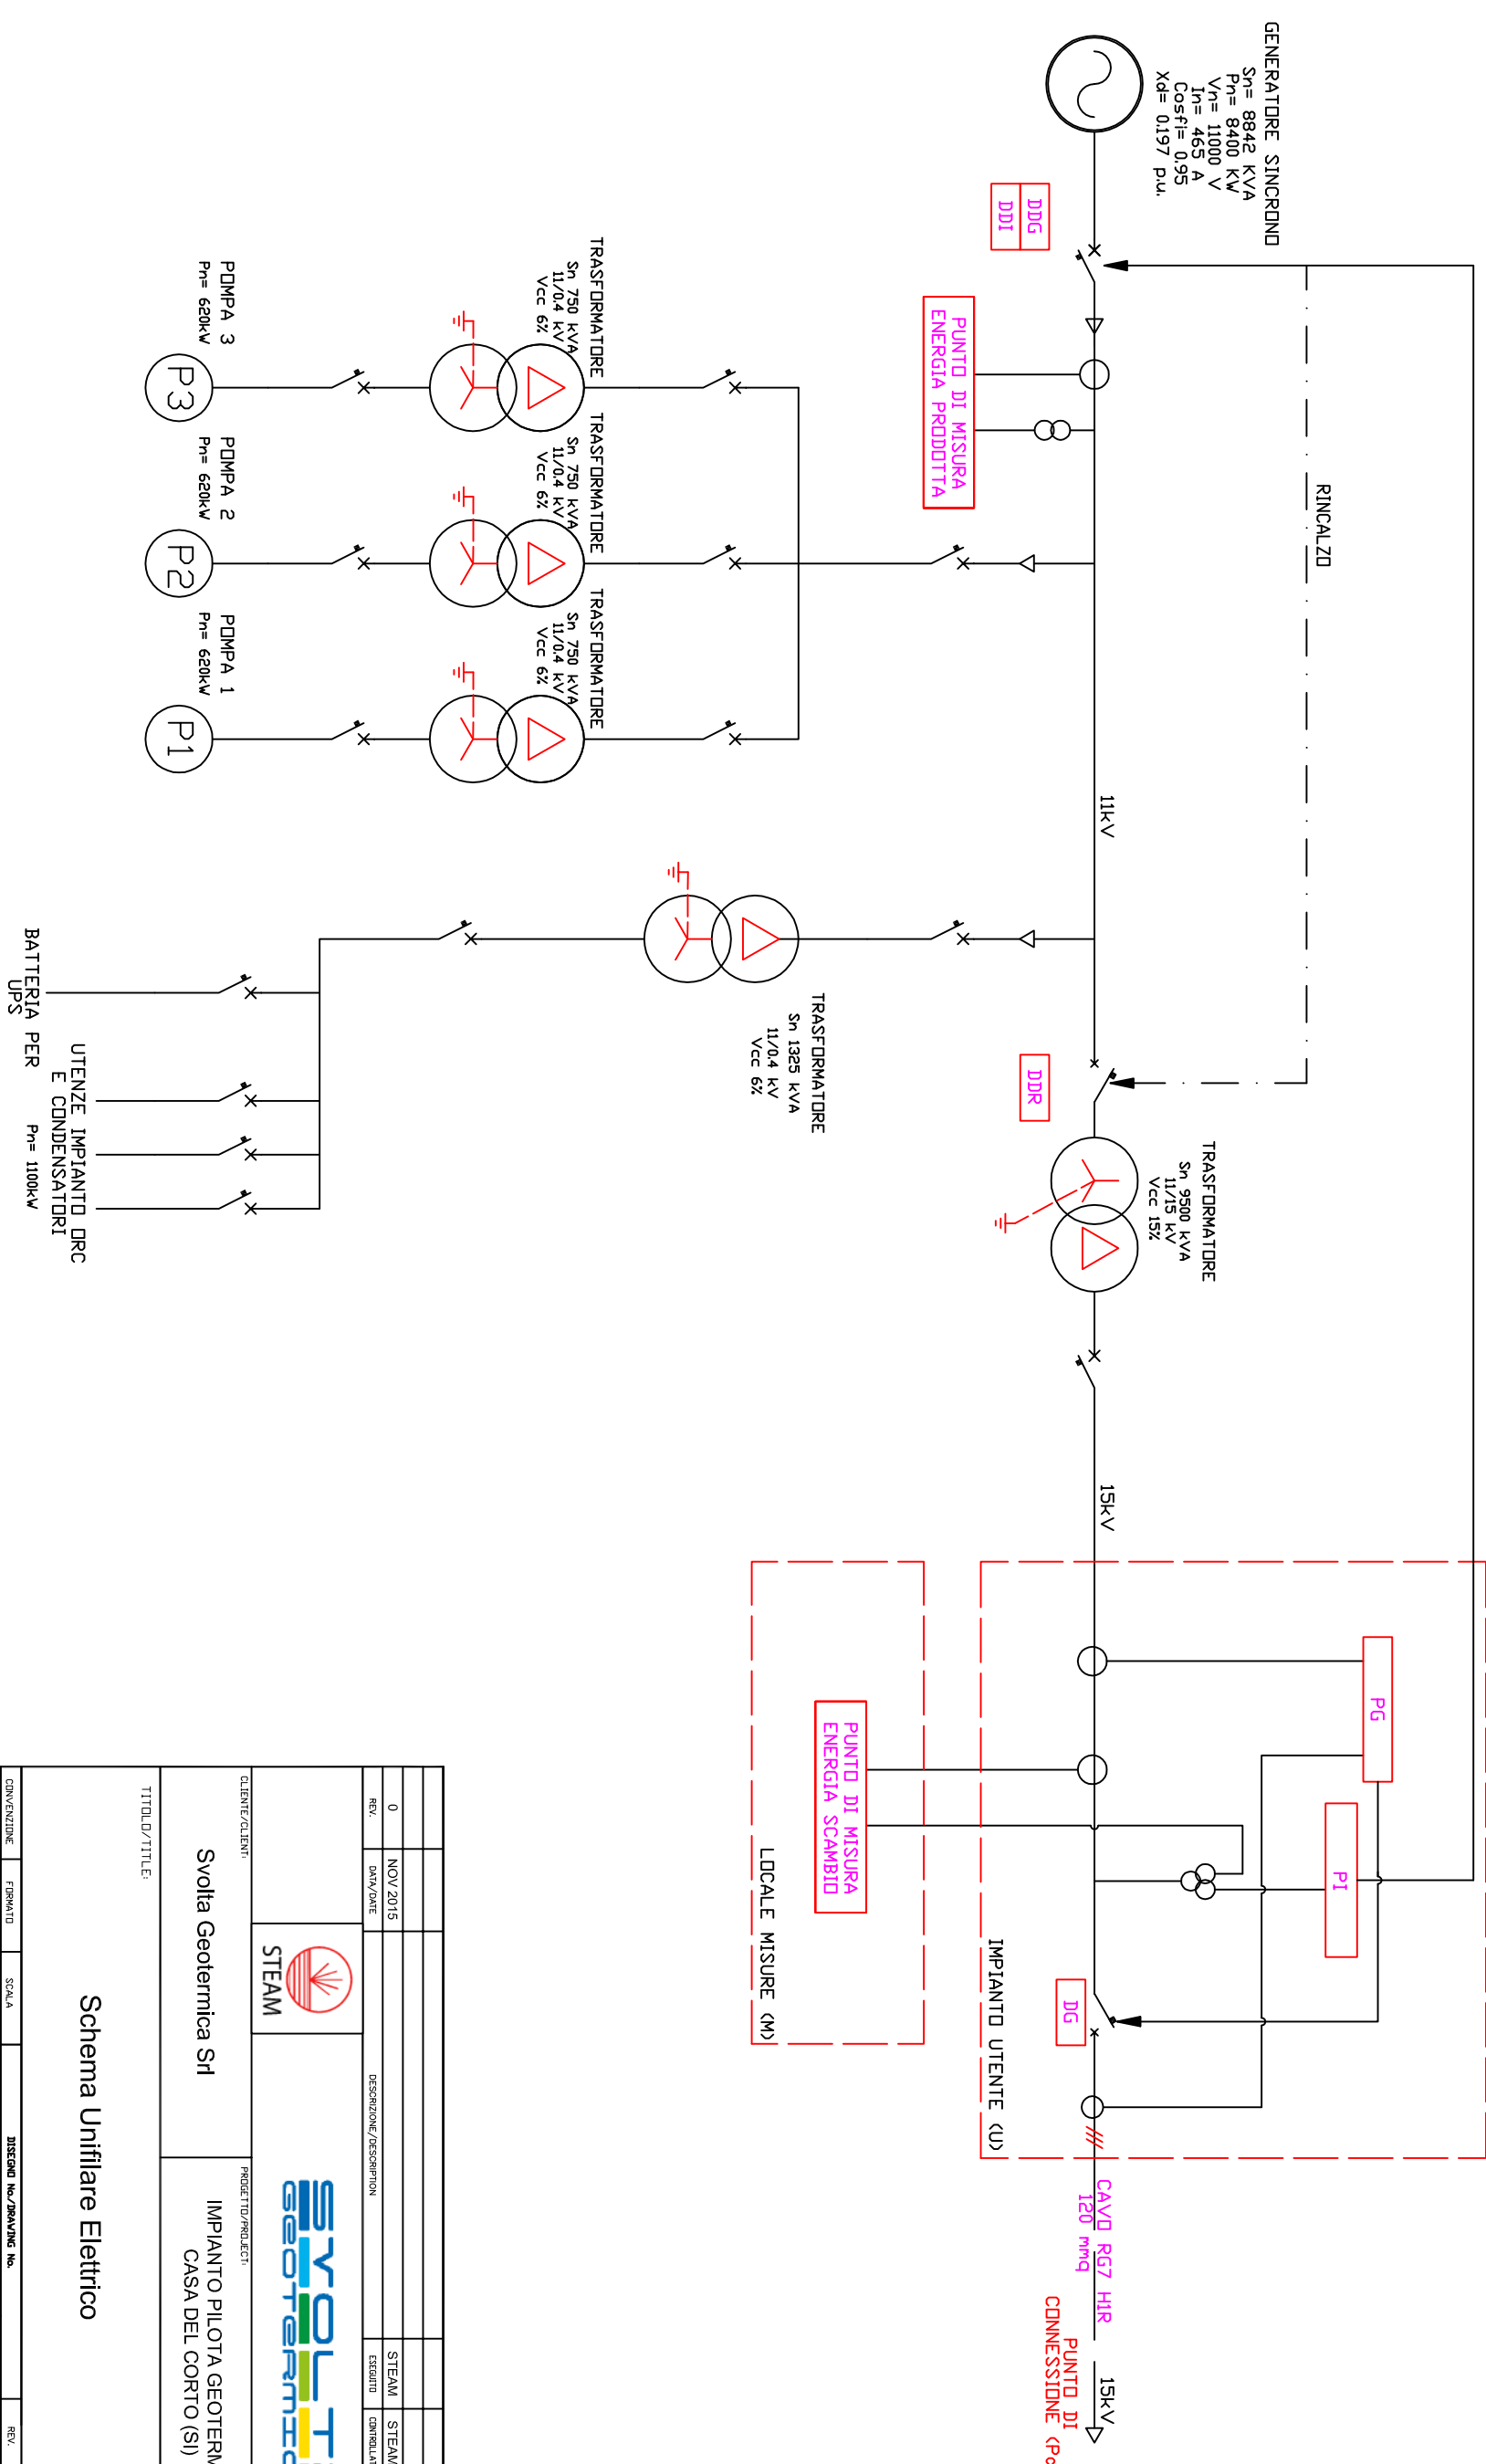 GENERATORE SINCRONO
Sn= 8842 KVA
Pn= 8400 KW
Vn= 11000 V
In= 465 A
Cosfi= 0.95
Xd= 0.197 p.u.
DDG
DDI
RINCALZO
PUNTO DI MISURA
ENERGIA PRODOTTA
11kV
DDR
TRASFORMATORE
Sn 9500 kVA
11/15 kV
Vcc 15%
15kV
PG
PI
DG
IMPIANTO UTENTE (U)
PUNTO DI MISURA
ENERGIA SCAMBIO
LOCALE MISURE (M)
CAVO RG7 H1R
120 mmq
15kV
PUNTO DI
CONNESSIONE
TRASFORMATORE
Sn 750 kVA
11/0.4 kV
Vcc 6%
TRASFORMATORE
Sn 750 kVA
11/0.4 kV
Vcc 6%
TRASFORMATORE
Sn 750 kVA
11/0.4 kV
Vcc 6%
TRASFORMATORE
Sn 1325 kVA
11/0.4 kV
Vcc 6%
POMPA 3
Pn= 620kW
P3
POMPA 2
Pn= 620kW
P2
POMPA 1
Pn= 620kW
P1
BATTERIA PER
UPS
UTENZE IMPIANTO ORC
E CONDENSATORI
Pn= 1100kW
0 NOV 2015 STEAM STEAM
REV. DATA/DATE DESCRIZIONE/DESCRIPTION ESEGUITO
STEAM
CLIENTE/CLIENT:
Svolta Geotermica Srl
PROGETTO/PROJECT:
IMPIANTO PILOTA
CASA DEL CORTO (SI)
TITOLO/TITLE:
Schema Unifilare Elettrico
CONVENZIONE FORMATO SCALA DISEGNO No./DRAWING No. REV.